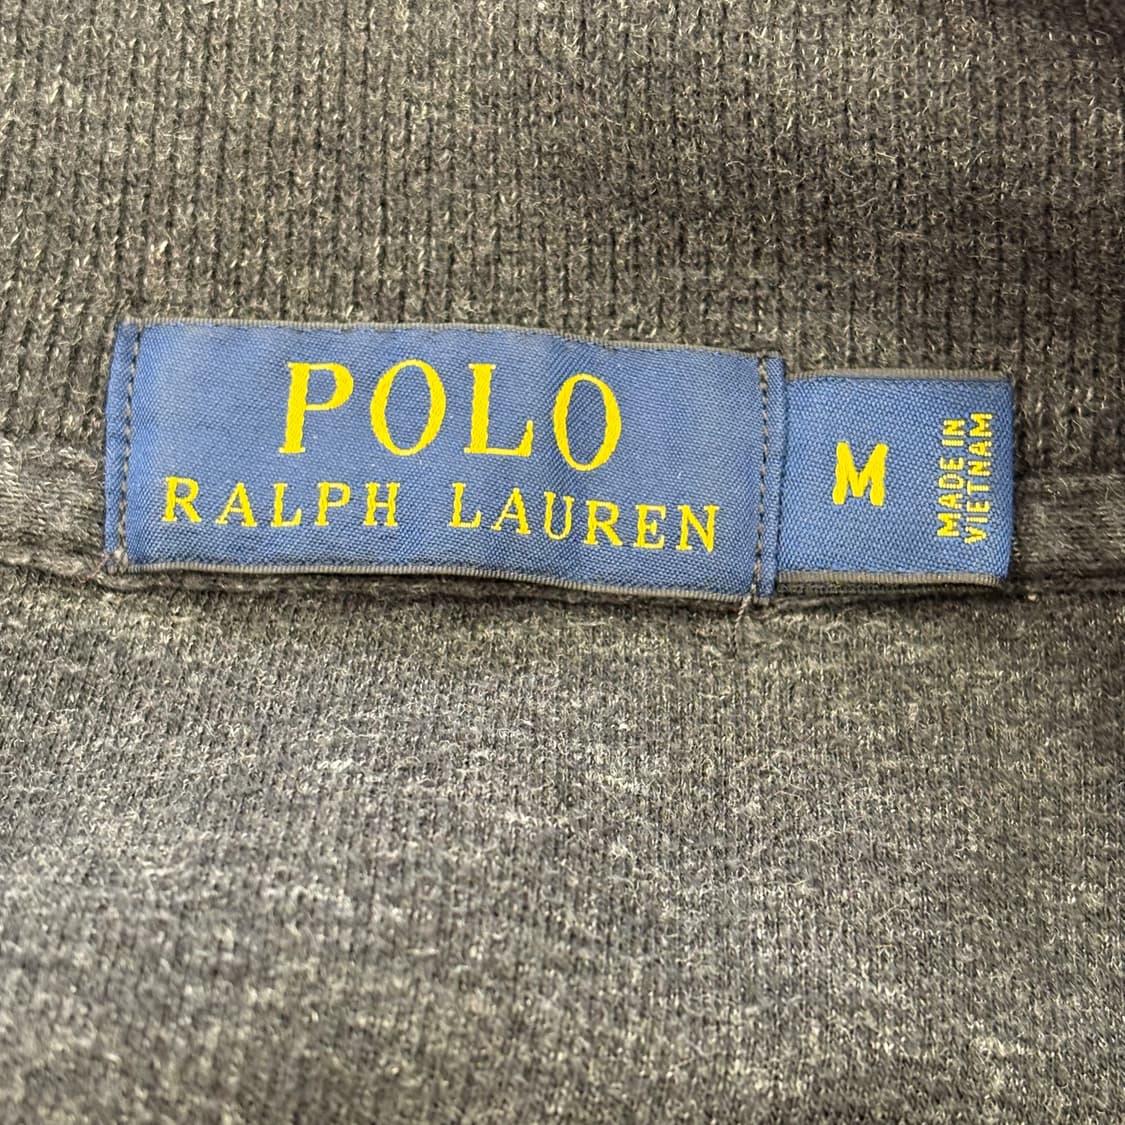 POLO
RALPH LAUREN
M
MADE IN
VIETNAM